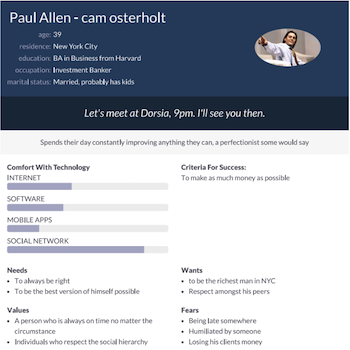 Paul Allen - cam osterholt
age: 39
residence: New York City
education: BA in Business from Harvard
occupation: Investment Banker
marital status: Married, probably has kids
Let's meet at Dorsia, 9pm. I'll see you then.
Spends their day constantly improving anything they can, a perfectionist some would say
Comfort With Technology
INTERNET
SOFTWARE
MOBILE APPS
SOCIAL NETWORK
Criteria For Success:
To make as much money as possible
Needs
• To always be right
• To be the best version of himself possible
Wants
• to be the richest man in NYC
• Respect amongst his peers
Values
• A person who is always on time no matter the
circumstance
• Individuals who respect the social hierarchy
Fears
• Being late somewhere
• Humiliated by someone
• Losing his clients money